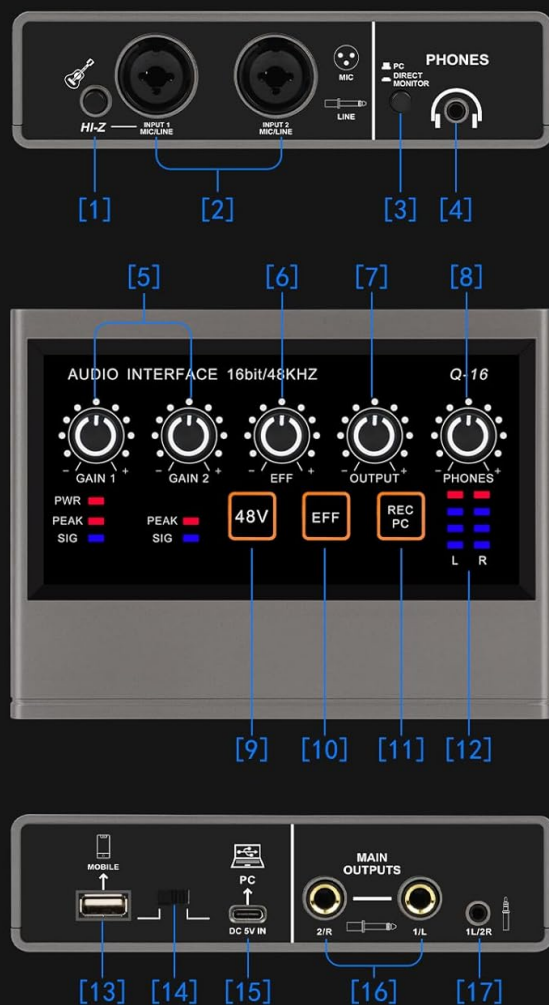 PHONES
PC
DIRECT
MONITOR
MIC
LINE
HI-Z
INPUT 1
MIC/LINE
INPUT 2
MIC/LINE
[1]
[2]
[3]
[4]
[5]
[6]
[7]
[8]
AUDIO INTERFACE 16bit/48KHZ
Q-16
- GAIN 1 +
- GAIN 2 +
- EFF +
- OUTPUT +
- PHONES +
PWR
PEAK
SIG
PEAK
SIG
48V
EFF
REC
PC
L R
[9]
[10]
[11]
[12]
MOBILE
PC
DC 5V IN
MAIN
OUTPUTS
2/R
1/L
1L/2R
[13]
[14]
[15]
[16]
[17]